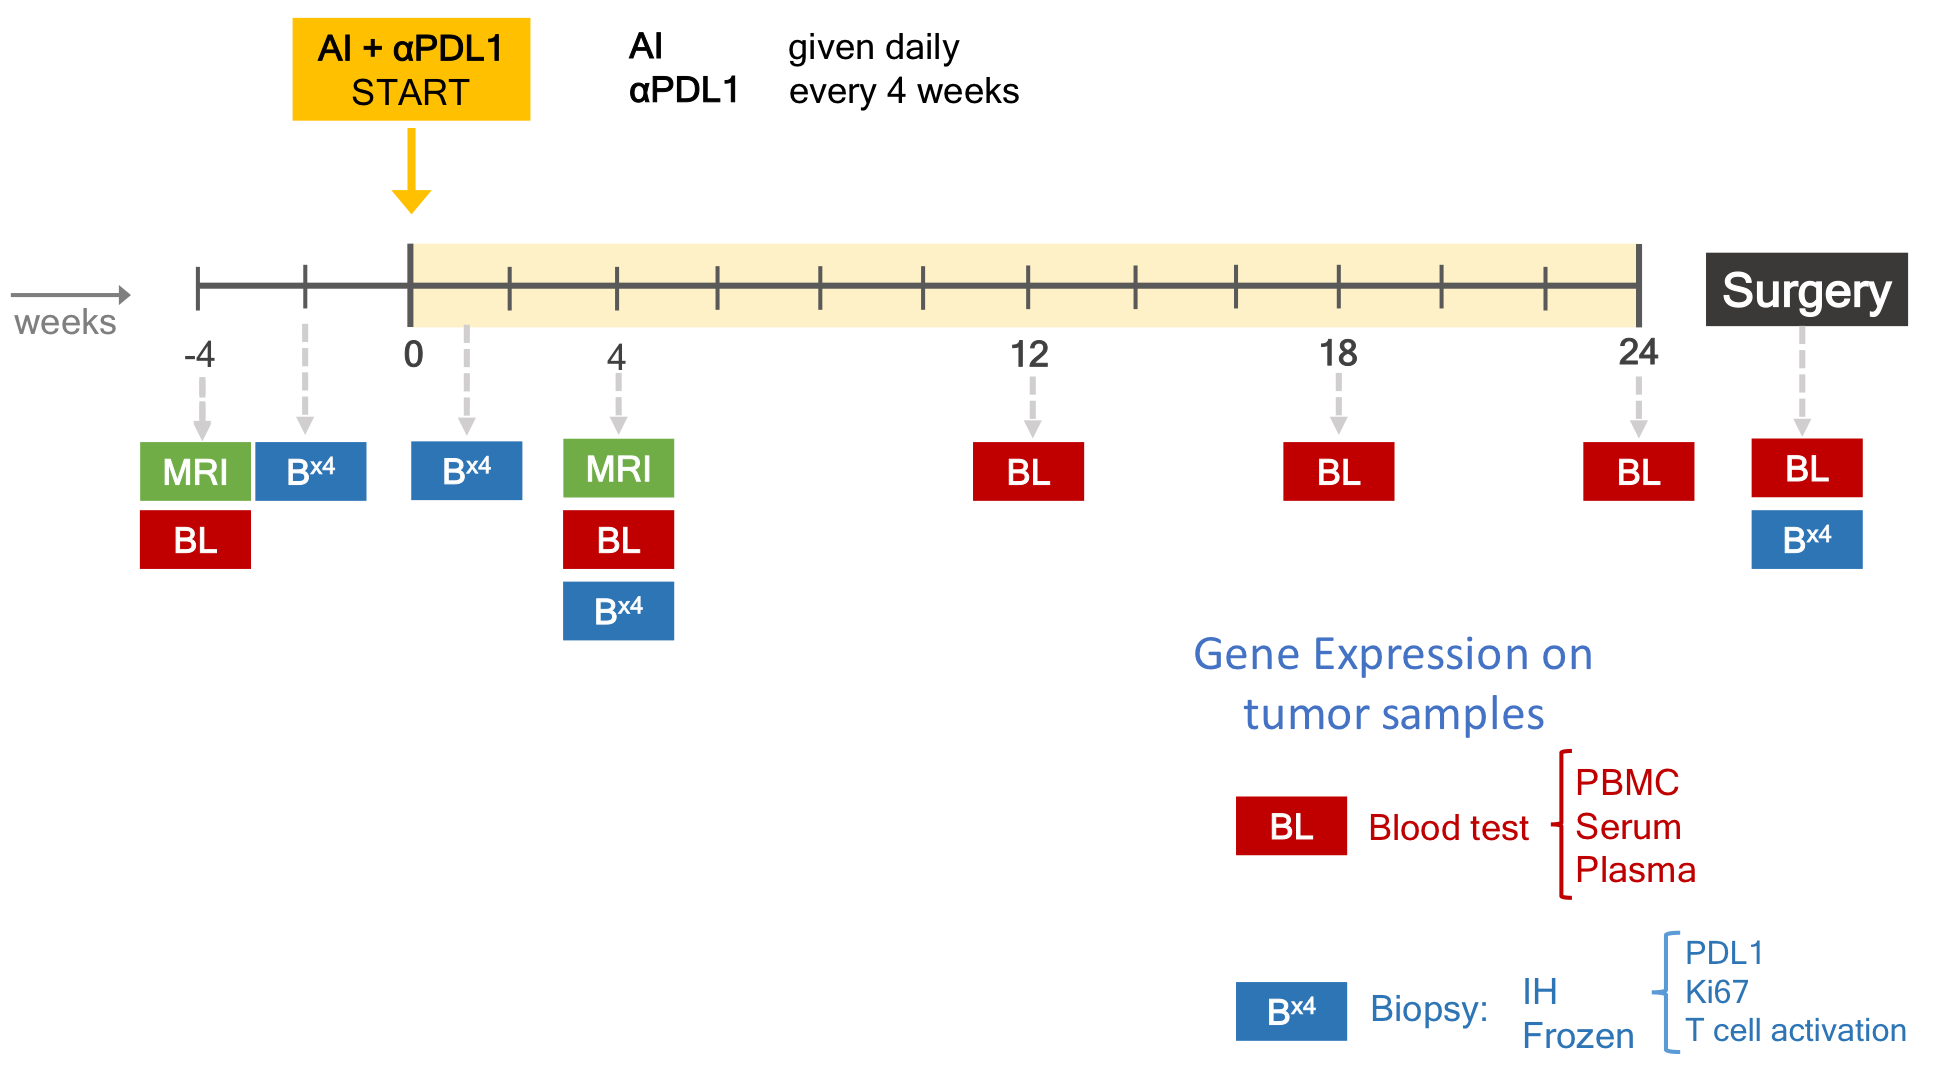 AI + αPDL1
START
AI given daily
αPDL1 every 4 weeks
weeks
Surgery
-4 0 4 12 18 24
MRI Bx4 Bx4 MRI BL BL BL BL
BL BL Bx4
Bx4
Gene Expression on
tumor samples
BL Blood test
PBMC
Serum
Plasma
Bx4 Biopsy:
IH
Frozen
PDL1
Ki67
T cell activation